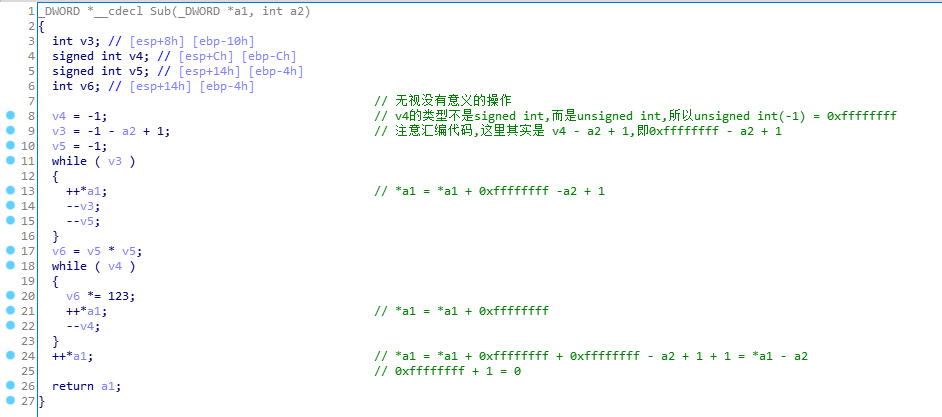 1 _DWORD *__cdecl Sub(_DWORD *a1, int a2)
2 {
3 int v3; // [esp+8h] [ebp-10h]
4 signed int v4; // [esp+Ch] [ebp-Ch]
5 signed int v5; // [esp+14h] [ebp-4h]
6 int v6; // [esp+14h] [ebp-4h]
7 // 无视没有意义的操作
8 v4 = -1; // v4的类型不是signed int,而是unsigned int,所以unsigned int(-1) = 0xffffffff
9 v3 = -1 - a2 + 1; // 注意汇编代码,这里其实是 v4 - a2 + 1,即0xffffffff - a2 + 1
10 v5 = -1;
11 while ( v3 )
12 {
13 ++*a1; // *a1 = *a1 + 0xffffffff -a2 + 1
14 --v3;
15 --v5;
16 }
17 v6 = v5 * v5;
18 while ( v4 )
19 {
20 v6 *= 123;
21 ++*a1; // *a1 = *a1 + 0xffffffff
22 --v4;
23 }
24 ++*a1; // *a1 = *a1 + 0xffffffff + 0xffffffff - a2 + 1 + 1 = *a1 - a2
25 // 0xffffffff + 1 = 0
26 return a1;
27 }